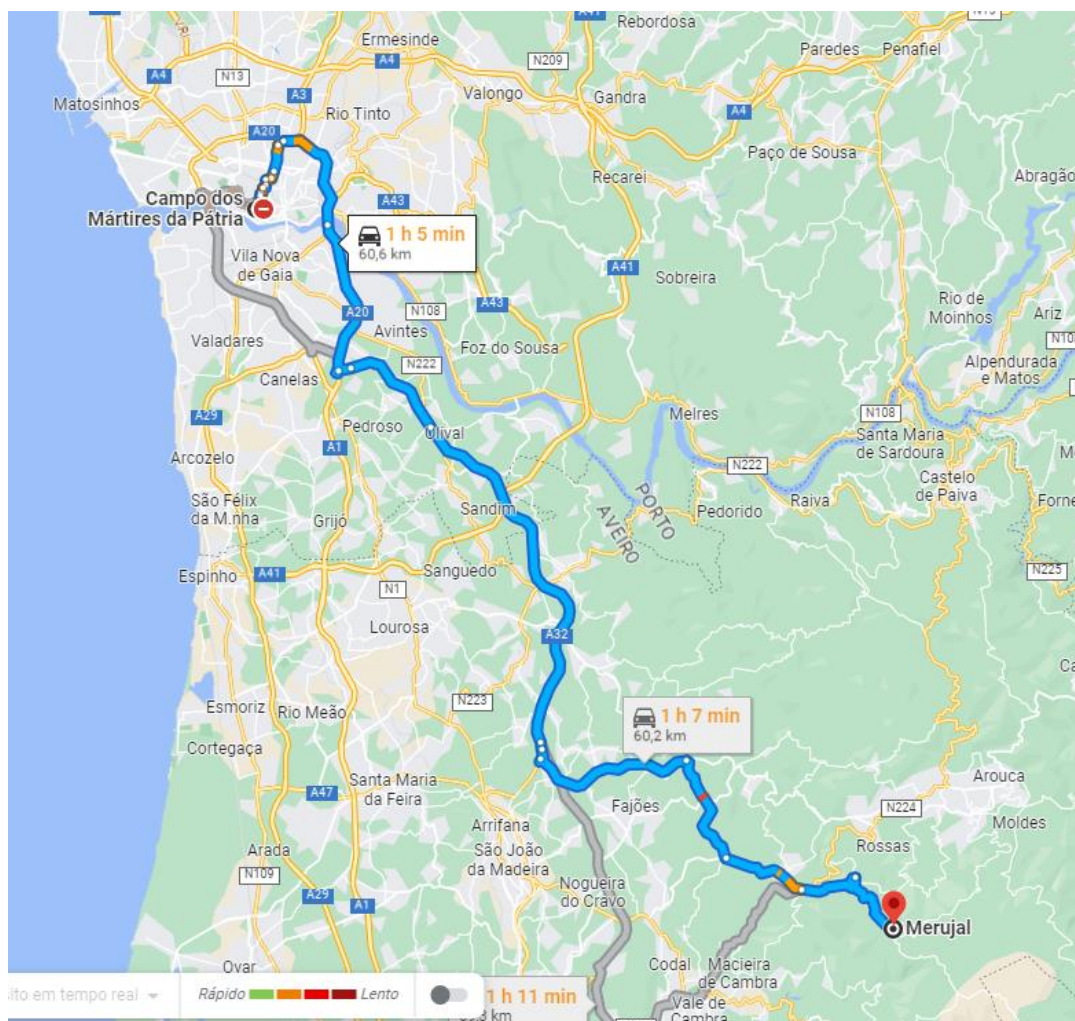 A41
N15
Rebordosa
Ermesinde
Paredes
Penafiel
A4
N13
A4
N209
Matosinhos
A3
Valongo
Gandra
Rio Tinto
A4
A20
Paço de Sousa
Recarei
Abragão
Campo dos
Mártires da Pátria
A43
1 h 5 min
60,6 km
Vila Nova
de Gaia
A41
Sobreira
A43
Rio de
Moinhos
N108
A20
Avintes
Ariz
Valadares
Foz do Sousa
N222
Alpendurada
e Matos
Canelas
A29
Melres
N108
Pedroso
Olival
Santa Maria
de Sardoura
A1
Arcozelo
N222
Castelo
de Paiva
PORTO
AVEIRO
Raiva
São Félix
da M.nha
Pedorido
Sandim
Grijó
Espinho
A41
Sanguedo
N225
N1
Lourosa
A32
N223
1 h 7 min
60,2 km
Esmoriz
Rio Meão
Cortegaça
Arouca
A47
Santa Maria
da Feira
Fajões
N224
Moldes
Arrifana
Rossas
Arada
São João
da Madeira
N109
Nogueira
do Cravo
A29
A1
Merujal
Ovar
Codal
Macieira
de Cambra
Vale de
Cambra
sito em tempo real
Rápido
Lento
1 h 11 min